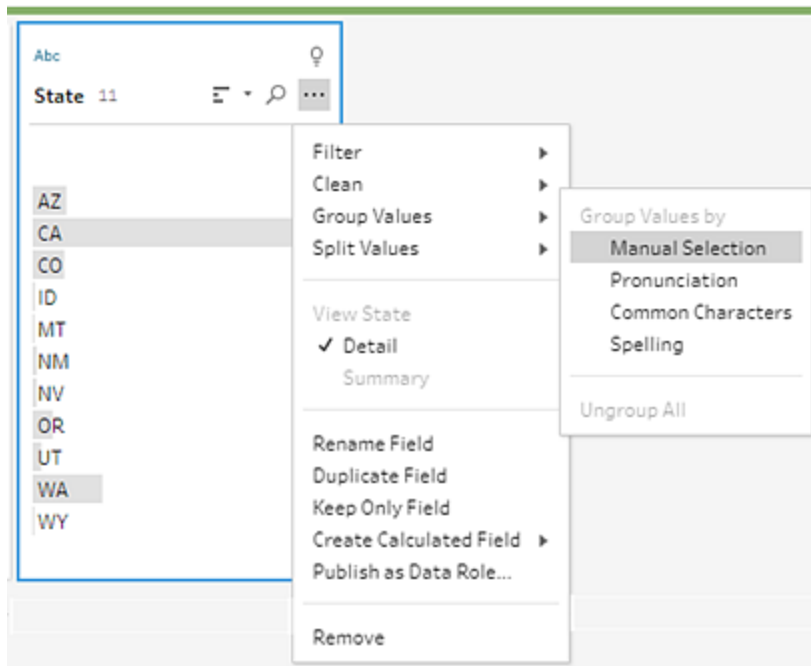 Abc
State 11
AZ
CA
CO
ID
MT
NM
NV
OR
UT
WA
WY
Filter
Clean
Group Values
Split Values
View State
✓ Detail
Summary
Rename Field
Duplicate Field
Keep Only Field
Create Calculated Field
Publish as Data Role...
Remove
Group Values by
Manual Selection
Pronunciation
Common Characters
Spelling
Ungroup All